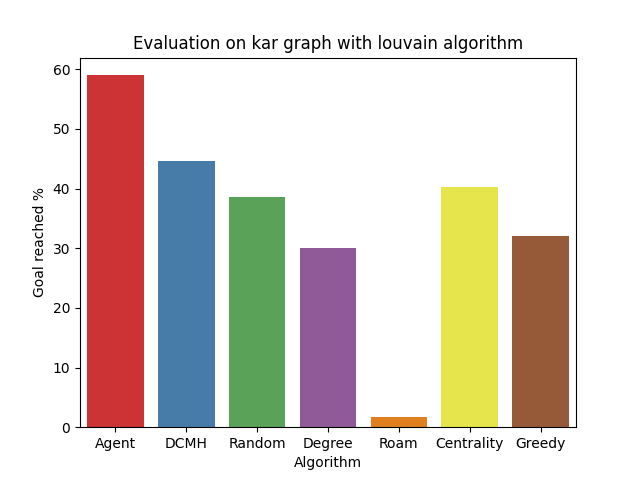 Evaluation on kar graph with louvain algorithm
60
50
40
30
20
10
0
Goal reached %
Agent DCMH Random Degree Roam Centrality Greedy
Algorithm